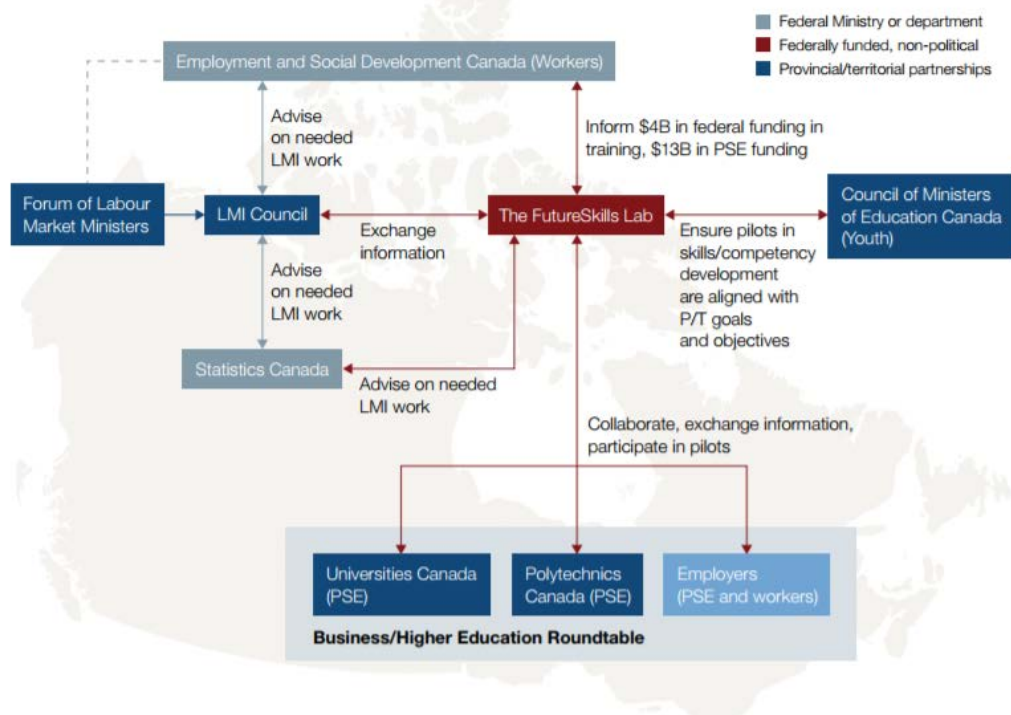 Federal Ministry or department
Federally funded, non-political
Provincial/territorial partnerships
Employment and Social Development Canada (Workers)
Advise
on needed
LMI work
Inform $4B in federal funding in
training, $13B in PSE funding
Forum of Labour
Market Ministers
LMI Council
Exchange
information
The FutureSkills Lab
Ensure pilots in
skills/competency
development
are aligned with
P/T goals
and objectives
Council of Ministers
of Education Canada
(Youth)
Advise
on needed
LMI work
Statistics Canada
Advise on needed
LMI work
Collaborate, exchange information,
participate in pilots
Universities Canada
(PSE)
Polytechnics
Canada (PSE)
Employers
(PSE and workers)
Business/Higher Education Roundtable